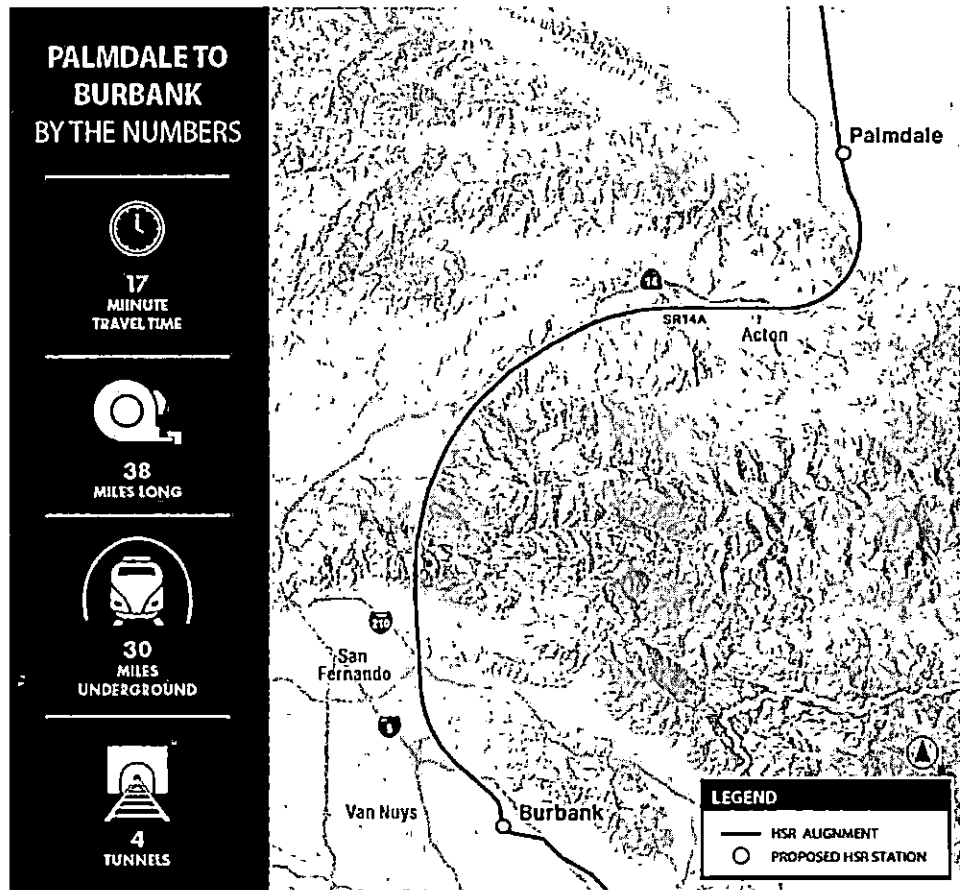 PALMDALE TO
BURBANK
BY THE NUMBERS
17
MIINUTE
TRAVEL TIME
38
MILES LONG
30
MILES
UNDERGROUND
4
TUNNELS
Palmdale
14
SR14A
Acton
210
San
Fernando
5
Van Nuys
Burbank
LEGEND
HSR ALIGNMENT
PROPOSED HSR STATION